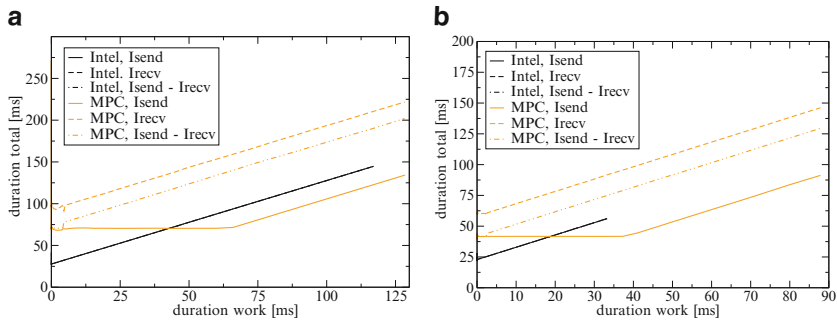 a
duration total [ms]
250
200
150
100
50
0
0
25
50
75
100
125
duration work [ms]
Intel, Isend
Intel. Irecv
Intel, Isend - Irecv
MPC, Isend
MPC, Irecv
MPC, Isend - Irecv
b
duration total [ms]
200
175
150
125
100
75
50
25
0
0
10
20
30
40
50
60
70
80
90
duration work [ms]
Intel, Isend
Intel, Irecv
Intel, Isend - Irecv
MPC, Isend
MPC, Irecv
MPC, Isend - Irecv